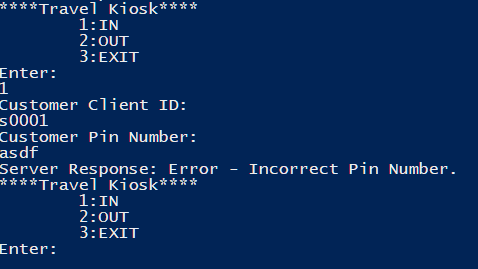 ****Travel Kiosk****
1:IN
2:OUT
3:EXIT
Enter:
1
Customer Client ID:
s0001
Customer Pin Number:
asdf
Server Response: Error - Incorrect Pin Number.
****Travel Kiosk****
1:IN
2:OUT
3:EXIT
Enter: